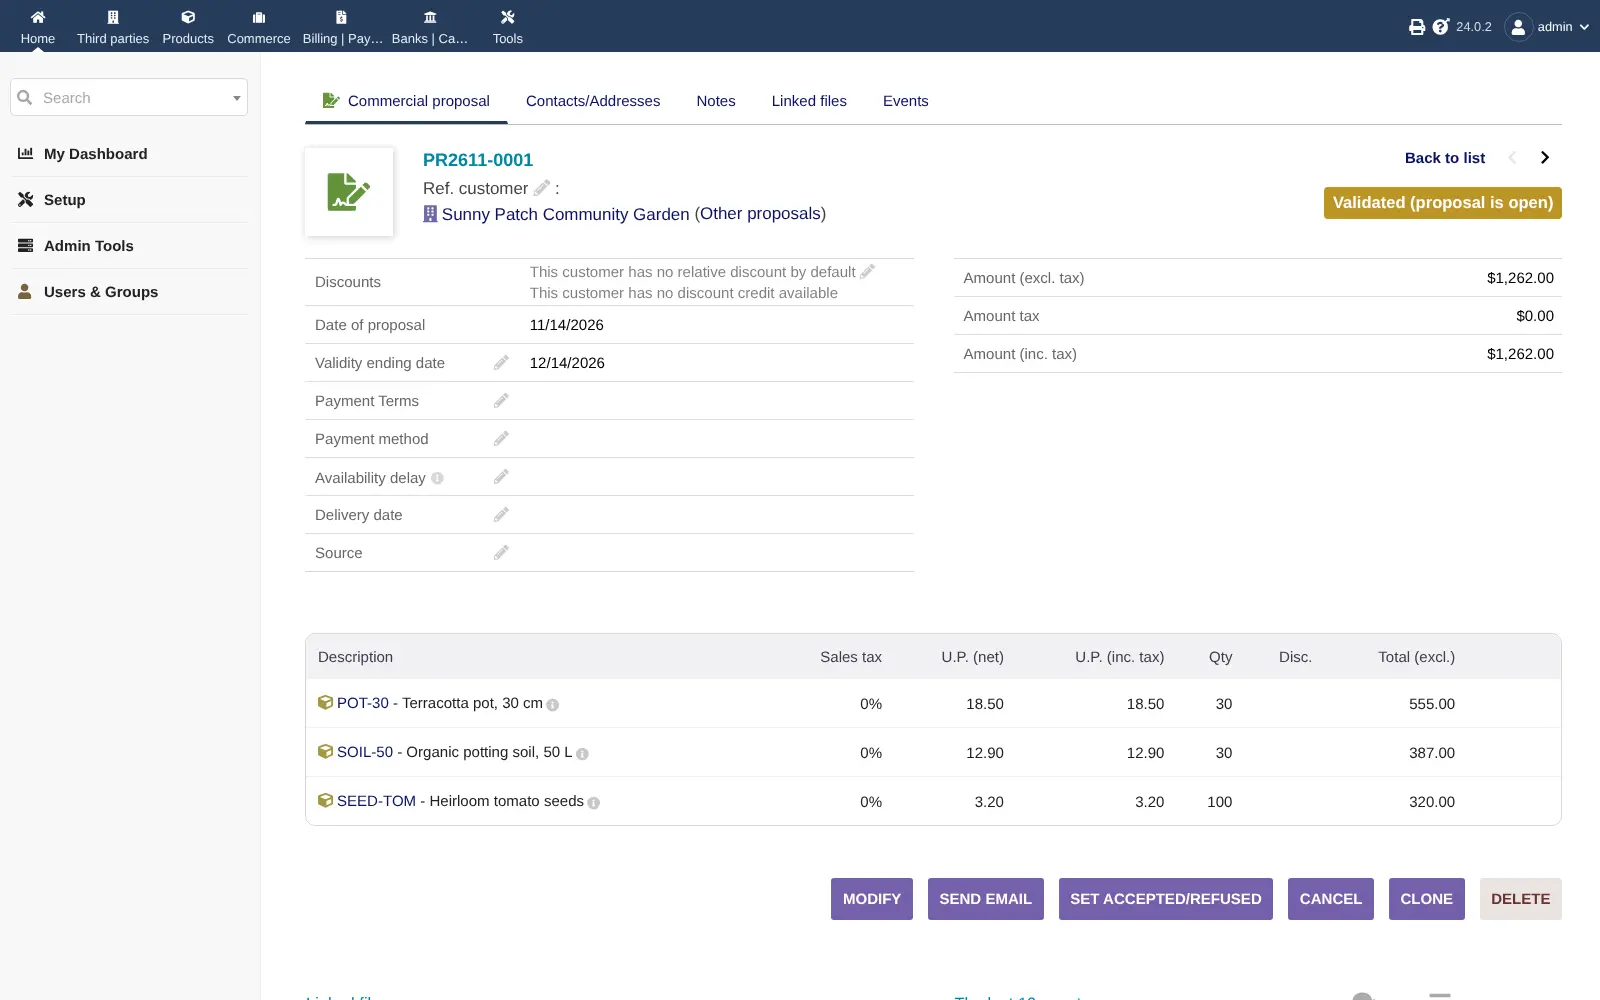 Home Third parties Products Commerce Billing | Pay... Banks | Ca... Tools 24.0.2 admin
Search
My Dashboard
Setup
Admin Tools
Users & Groups
Commercial proposal Contacts/Addresses Notes Linked files Events
PR2611-0001 Back to list
Ref. customer :
Sunny Patch Community Garden (Other proposals) Validated (proposal is open)
Discounts This customer has no relative discount by default
This customer has no discount credit available
Date of proposal 11/14/2026
Validity ending date 12/14/2026
Payment Terms
Payment method
Availability delay
Delivery date
Source
Amount (excl. tax) $1,262.00
Amount tax $0.00
Amount (inc. tax) $1,262.00
Description Sales tax U.P. (net) U.P. (inc. tax) Qty Disc. Total (excl.)
POT-30 - Terracotta pot, 30 cm 0% 18.50 18.50 30 555.00
SOIL-50 - Organic potting soil, 50 L 0% 12.90 12.90 30 387.00
SEED-TOM - Heirloom tomato seeds 0% 3.20 3.20 100 320.00
MODIFY SEND EMAIL SET ACCEPTED/REFUSED CANCEL CLONE DELETE